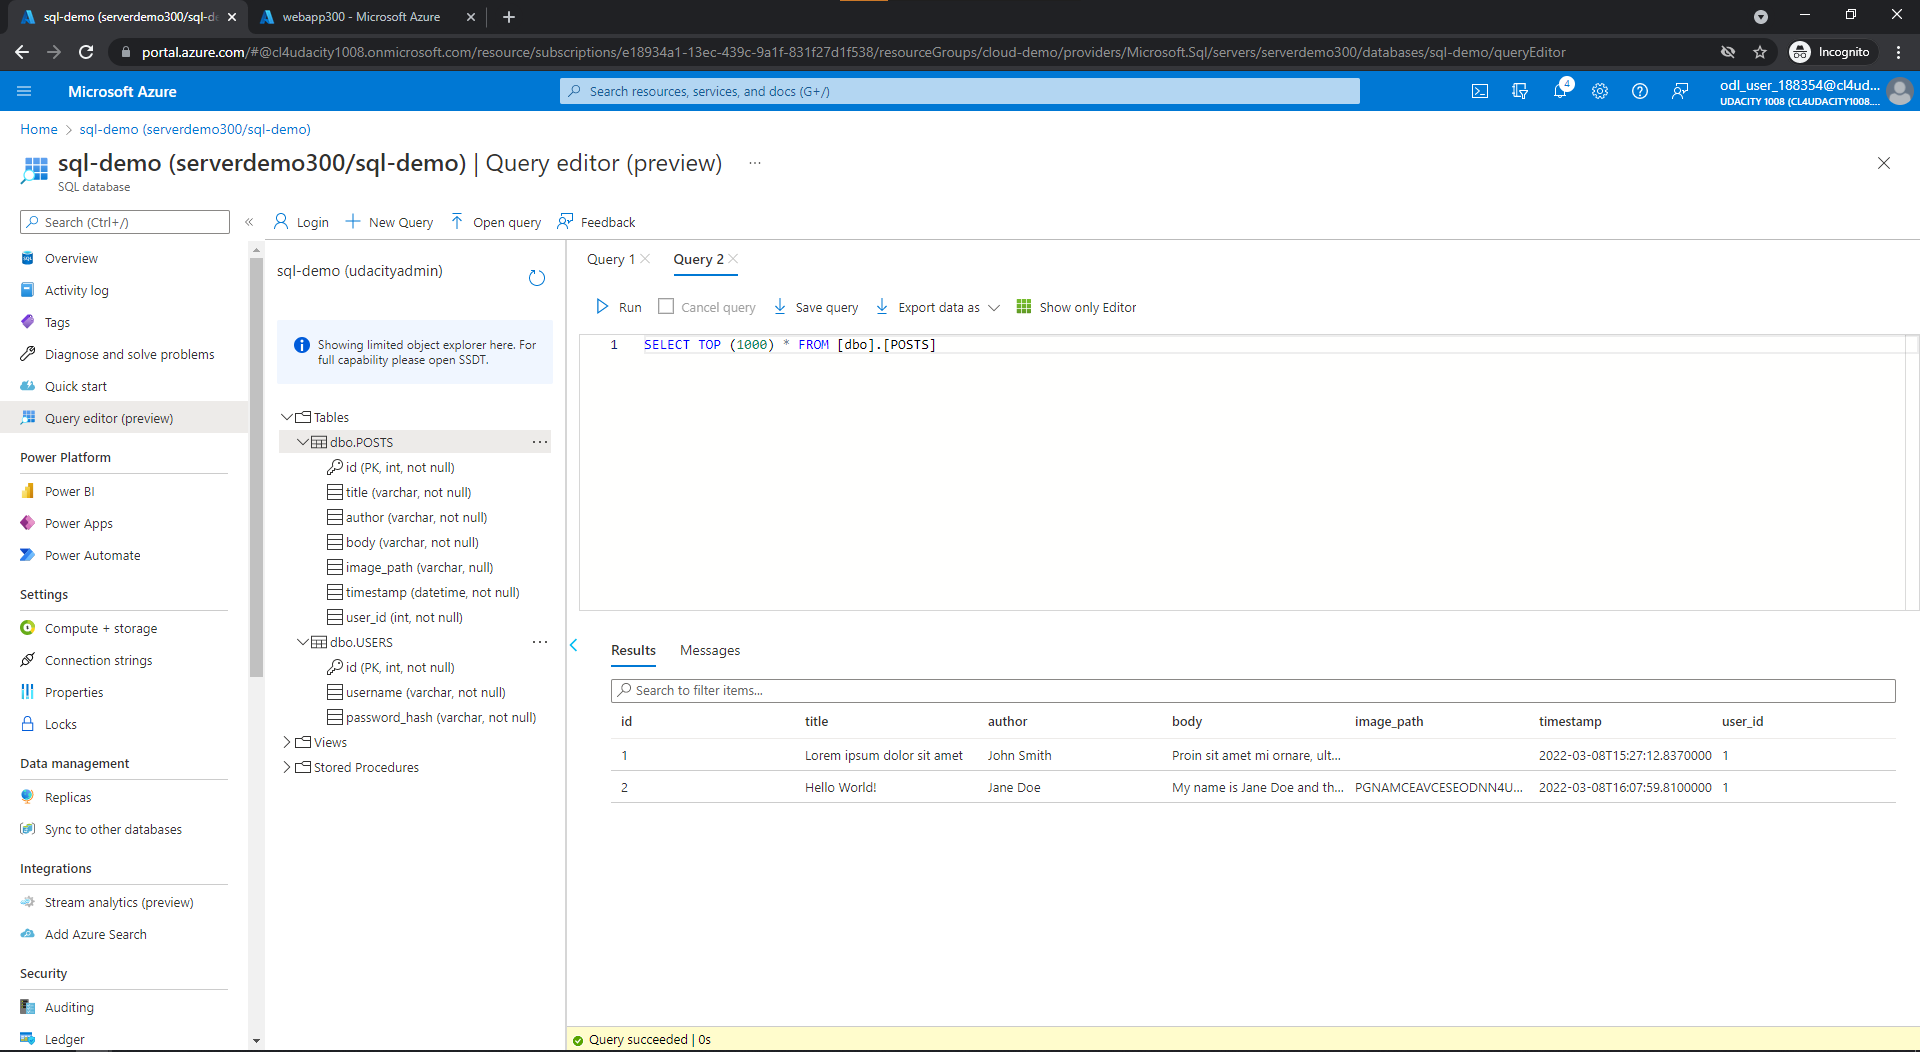 sql-demo (serverdemo300/sql-de
webapp300 - Microsoft Azure
portal.azure.com/#@cl4udacity1008.onmicrosoft.com/resource/subscriptions/e18934a1-13ec-439c-9a1f-831f27d1f538/resourceGroups/cloud-demo/providers/Microsoft.Sql/servers/serverdemo300/databases/sql-demo/queryEditor
Incognito
Microsoft Azure
Search resources, services, and docs (G+/)
4
odl_user_188354@cl4ud...
UDACITY 1008 (CL4UDACITY1008....
Home > sql-demo (serverdemo300/sql-demo)
sql-demo (serverdemo300/sql-demo) | Query editor (preview) ...
SQL database
Search (Ctrl+/)
Overview
Activity log
Tags
Diagnose and solve problems
Quick start
Query editor (preview)
Power Platform
Power BI
Power Apps
Power Automate
Settings
Compute + storage
Connection strings
Properties
Locks
Data management
Replicas
Sync to other databases
Integrations
Stream analytics (preview)
Add Azure Search
Security
Auditing
Ledger
Login
New Query
Open query
Feedback
sql-demo (udacityadmin)
Showing limited object explorer here. For
full capability please open SSDT.
Tables
dbo.POSTS
id (PK, int, not null)
title (varchar, not null)
author (varchar, not null)
body (varchar, not null)
image_path (varchar, null)
timestamp (datetime, not null)
user_id (int, not null)
dbo.USERS
id (PK, int, not null)
username (varchar, not null)
password_hash (varchar, not null)
Views
Stored Procedures
Query 1 Query 2
Run Cancel query Save query Export data as Show only Editor
1 SELECT TOP (1000) * FROM [dbo].[POSTS]
Results Messages
Search to filter items...
id title author body image_path timestamp user_id
1 Lorem ipsum dolor sit amet John Smith Proin sit amet mi ornare, ult... 2022-03-08T15:27:12.8370000 1
2 Hello World! Jane Doe My name is Jane Doe and th... PGNAMCEAVCESEODNN4U... 2022-03-08T16:07:59.8100000 1
Query succeeded | 0s